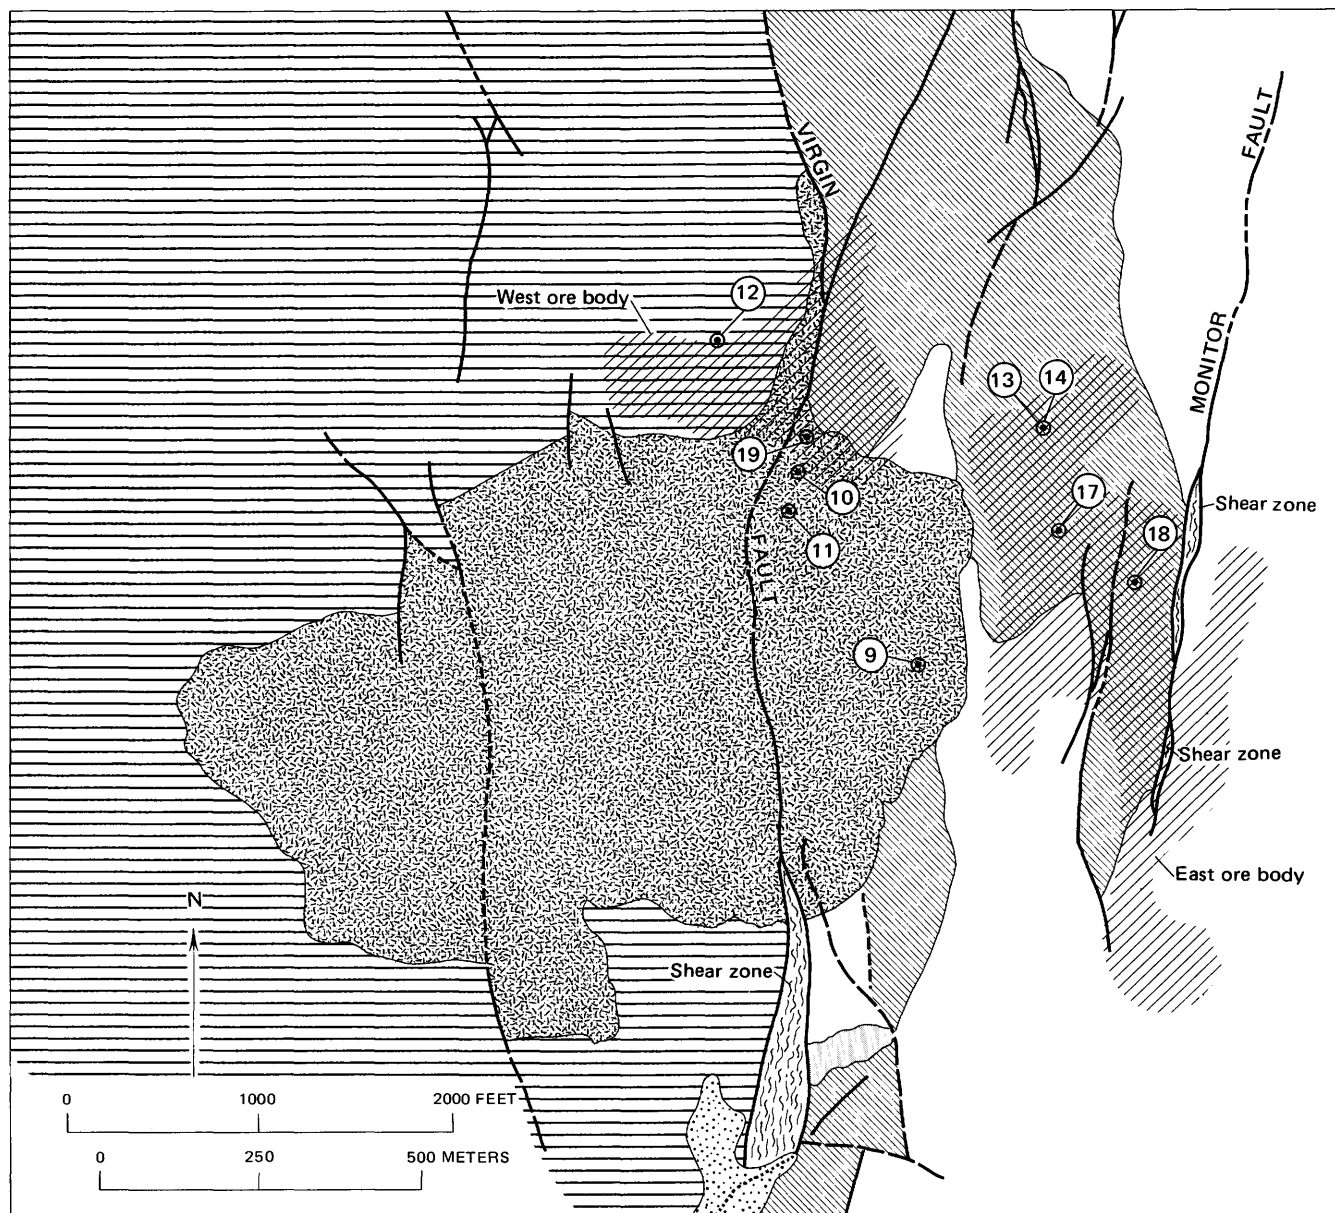 FAULT
VIRGIN
West ore body
12
MONITOR
13
14
19
17
10
Shear zone
18
11
FAULT
9
Shear zone
East ore body
N
Shear zone
0 1000 2000 FEET
0 250 500 METERS